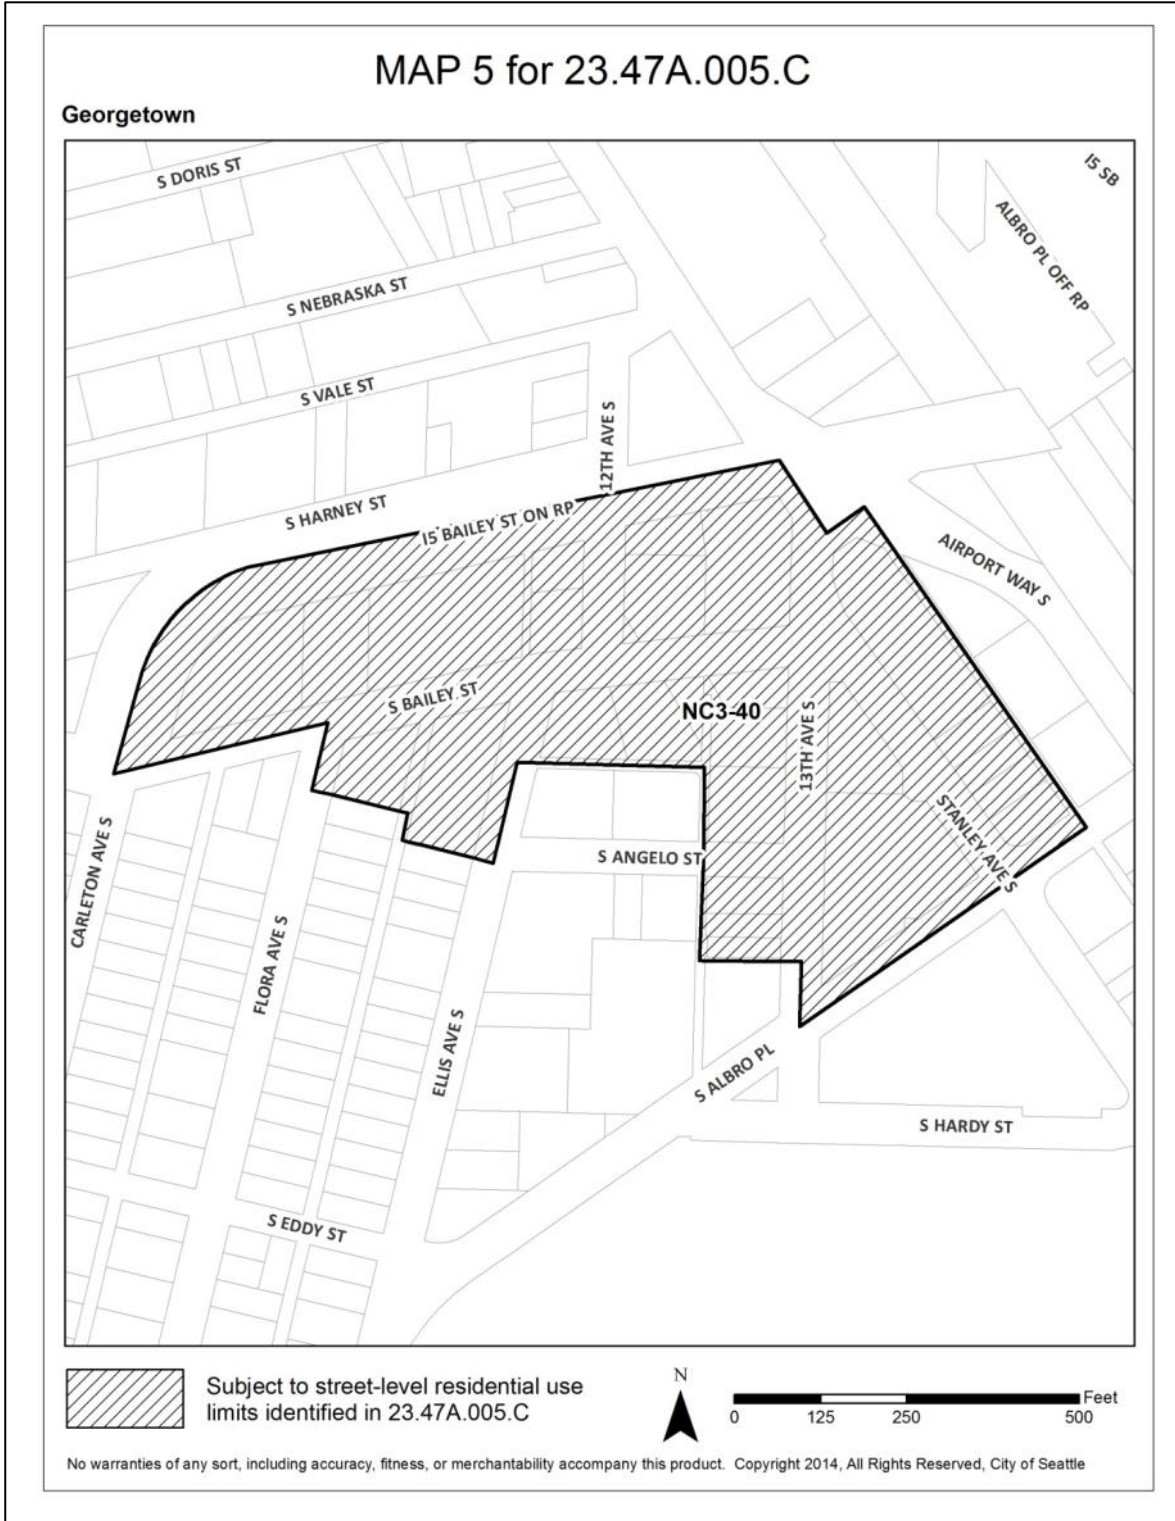 MAP 5 for 23.47A.005.C
Georgetown
S DORIS ST
I5 SB
ALBRO PL OFF RP
S NEBRASKA ST
S VALE ST
12TH AVE S
S HARNEY ST
I5 BAILEY ST ON RP
AIRPORT WAY S
S BAILEY ST
NC3-40
13TH AVE S
STANLEY AVE S
CARLETON AVE S
S ANGELO ST
FLORA AVE S
ELLIS AVE S
S ALBRO PL
S HARDY ST
S EDDY ST
Subject to street-level residential use
limits identified in 23.47A.005.C
N
Feet
0 125 250 500
No warranties of any sort, including accuracy, fitness, or merchantability accompany this product. Copyright 2014, All Rights Reserved, City of Seattle